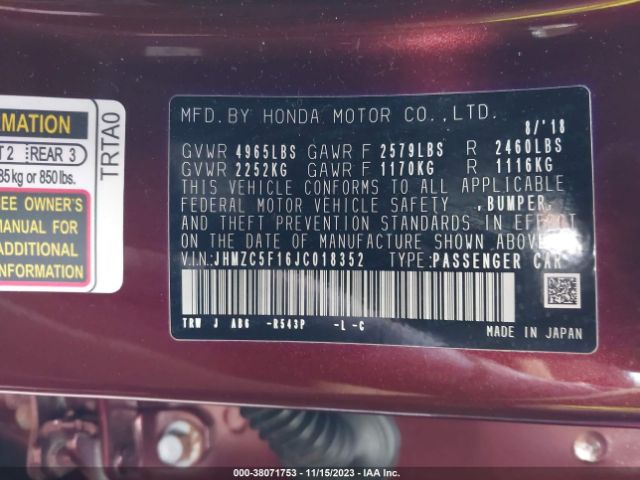 MATION
T 2 REAR 3
85 kg or 850 lbs.
EE OWNER'S
MANUAL FOR
ADDITIONAL
INFORMATION
TRTA0
MFD. BY HONDA MOTOR CO., LTD.
8/'18
GVWR 4965LBS GAWR F 2579LBS R 2460LBS
GVWR 2252KG GAWR F 1170KG R 1116KG
THIS VEHICLE CONFORMS TO ALL APPLICABLE
FEDERAL MOTOR VEHICLE SAFETY ,BUMPER,
AND THEFT PREVENTION STANDARDS IN EFFECT
ON THE DATE OF MANUFACTURE SHOWN ABOVE.
V.I.N:JHMZC5F16JC018352 TYPE:PASSENGER CAR
TRW J AB6 -R543P -L -C
MADE IN JAPAN
000-38071753 - 11/15/2023 - IAA Inc.